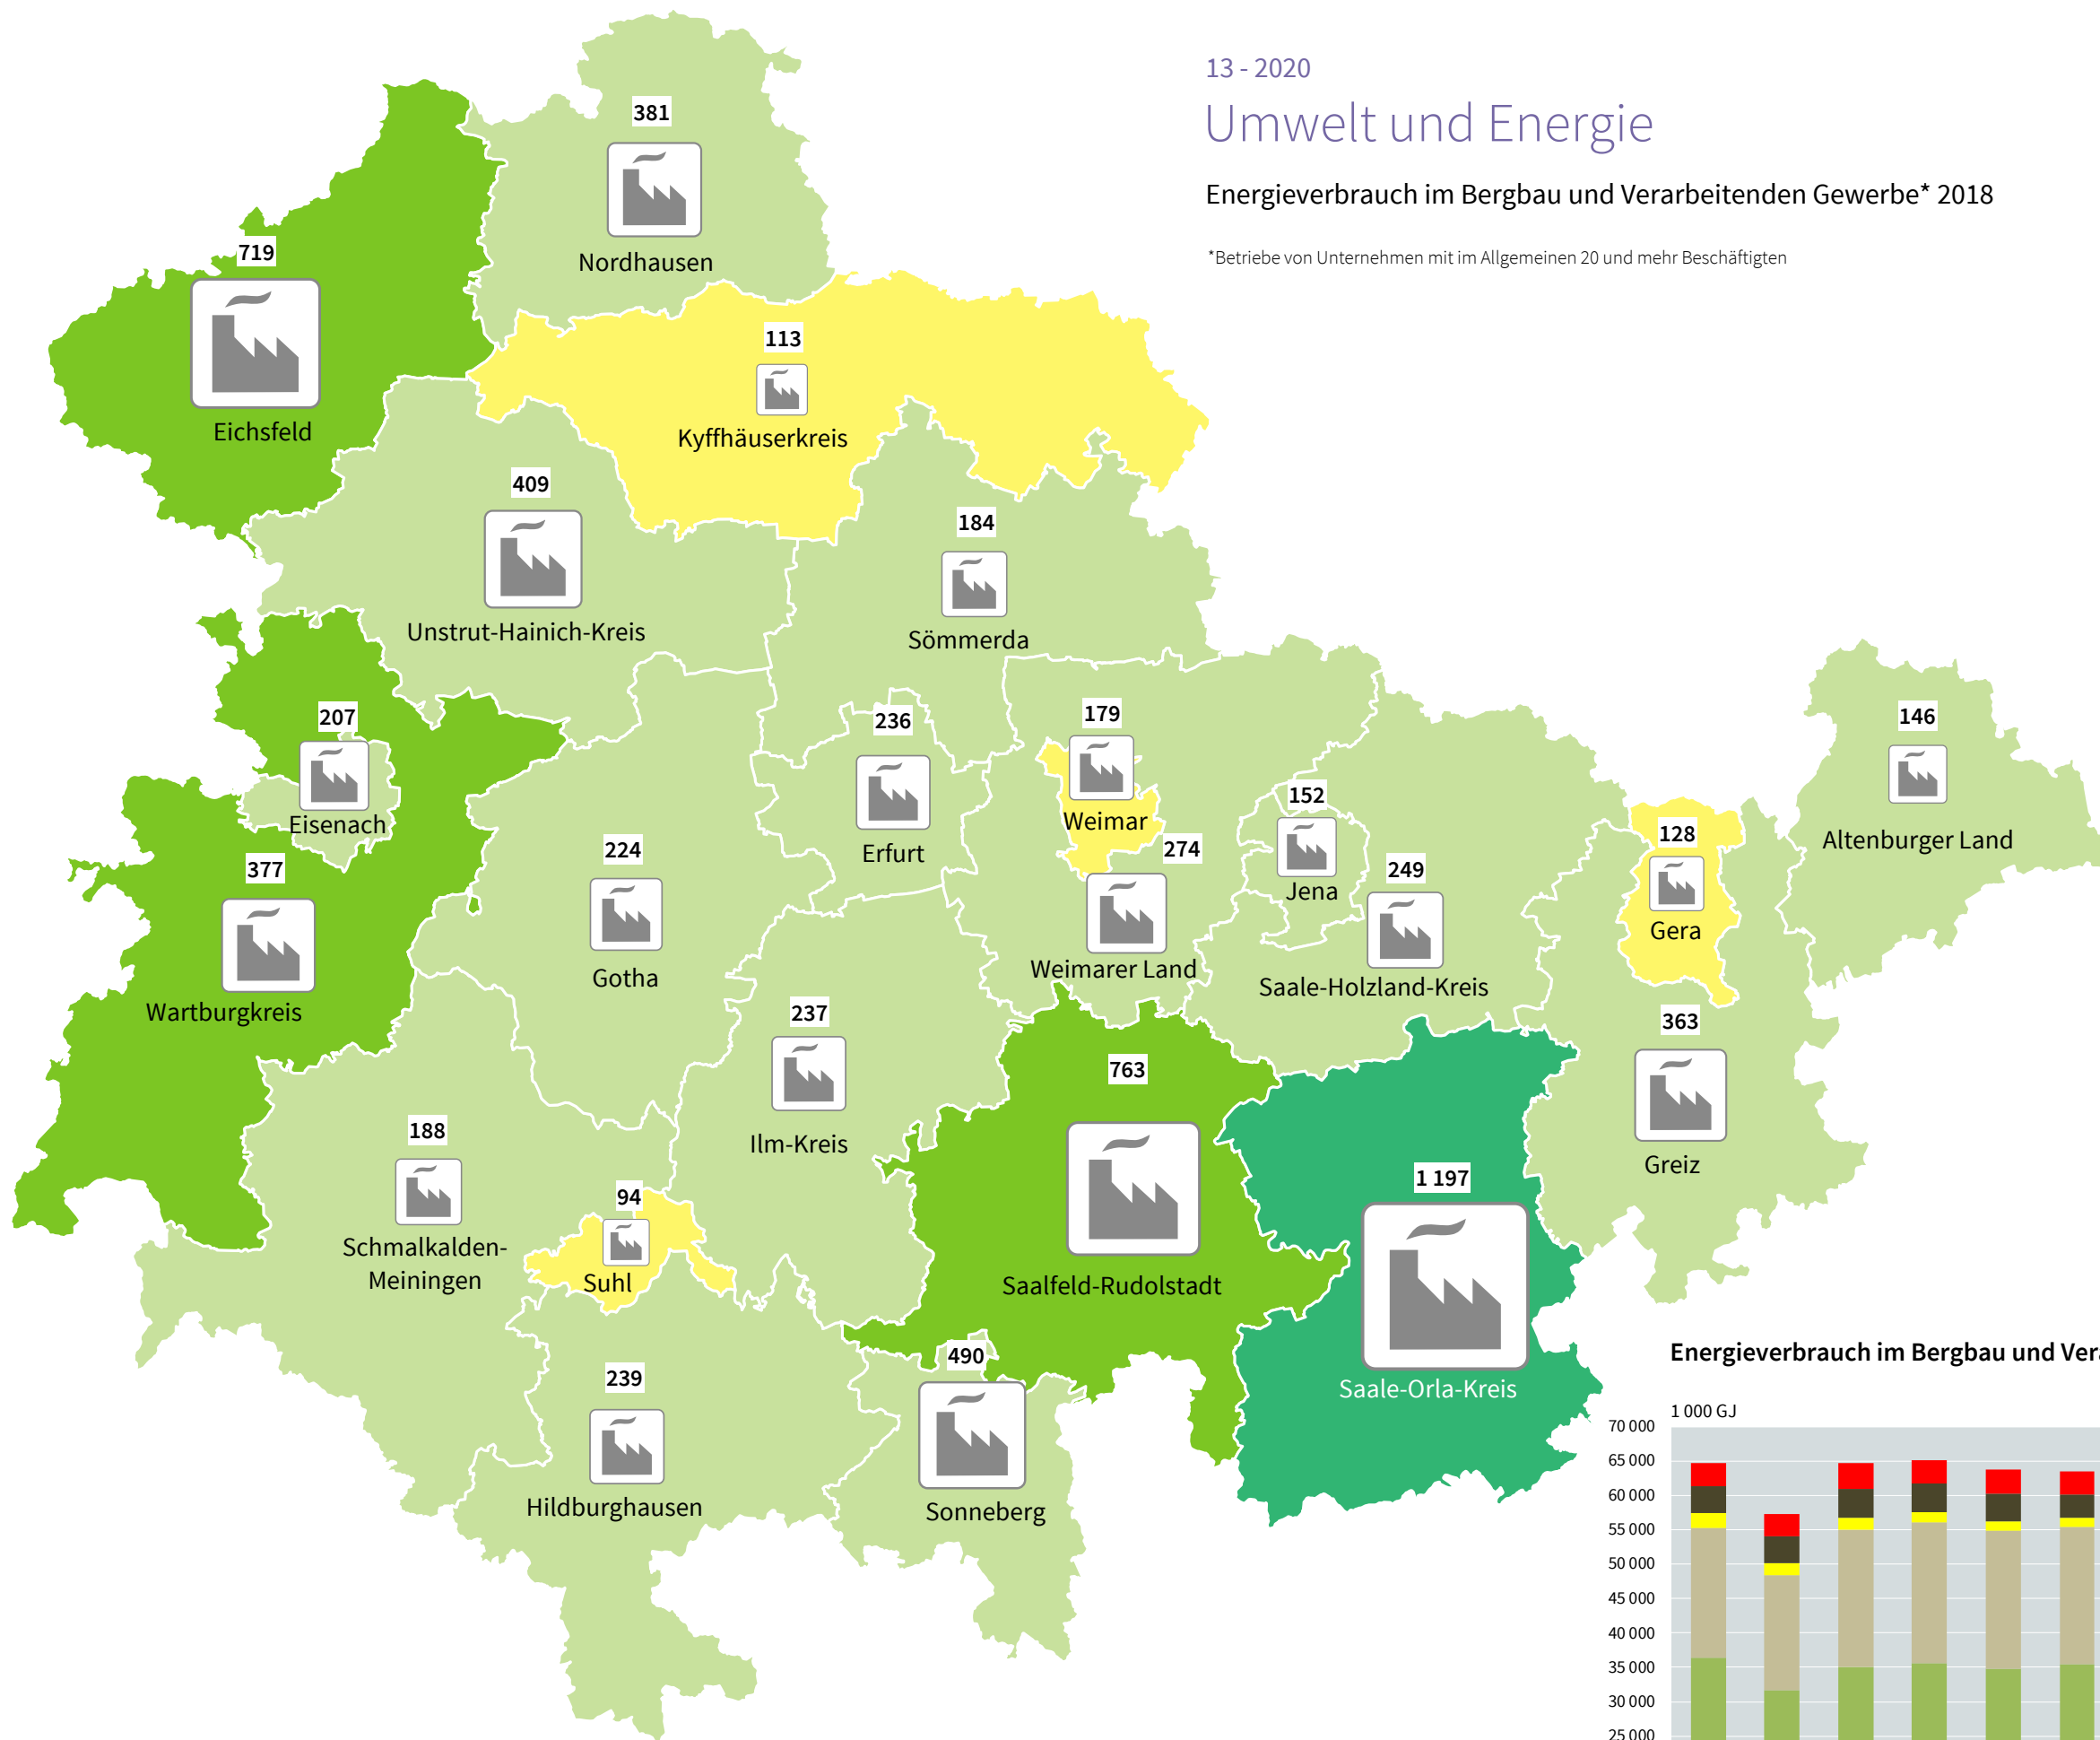 13 - 2020
Umwelt und Energie
Energieverbrauch im Bergbau und Verarbeitenden Gewerbe* 2018
*Betriebe von Unternehmen mit im Allgemeinen 20 und mehr Beschäftigten
381
Nordhausen
719
Eichsfeld
113
Kyffhäuserkreis
409
Unstrut-Hainich-Kreis
184
Sömmerda
207
Eisenach
236
Erfurt
179
Weimar
152
Jena
146
Altenburger Land
128
Gera
377
Wartburgkreis
224
Gotha
274
Weimarer Land
249
Saale-Holzland-Kreis
237
Ilm-Kreis
763
Saalfeld-Rudolstadt
363
Greiz
188
Schmalkalden-
Meiningen
94
Suhl
1 197
Saale-Orla-Kreis
239
Hildburghausen
490
Sonneberg
Energieverbrauch im Bergbau und Ver
1 000 GJ
70 000
65 000
60 000
55 000
50 000
45 000
40 000
35 000
30 000
25 000